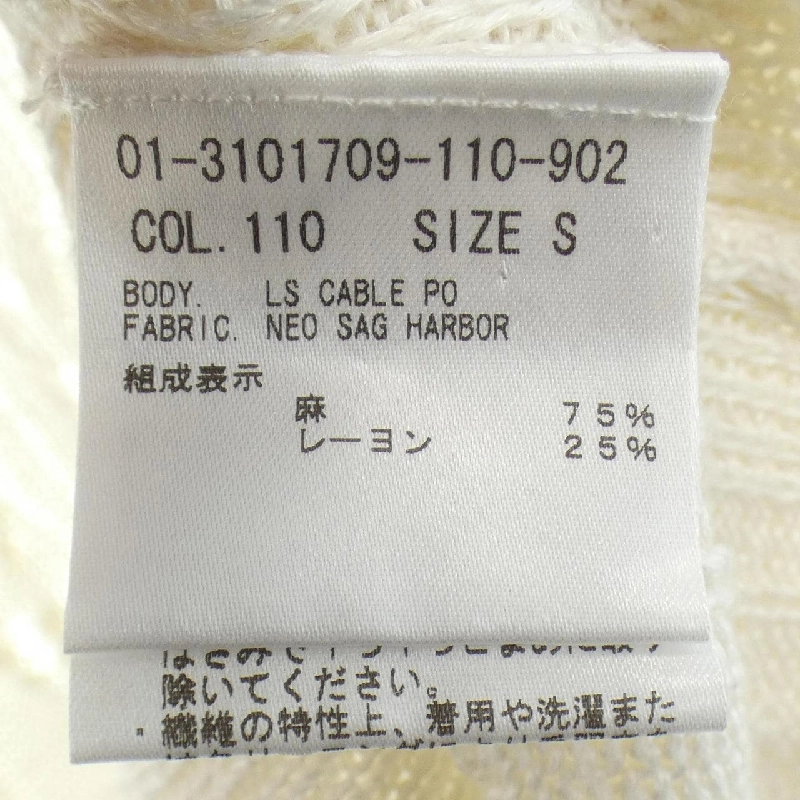 01-3101709-110-902
COL. 110 SIZE S
BODY. LS CABLE PO
FABRIC. NEO SAG HARBOR
組成表示
麻 75%
レーヨン 25%
除いてください。
・繊維の特性上、着用や洗濯また